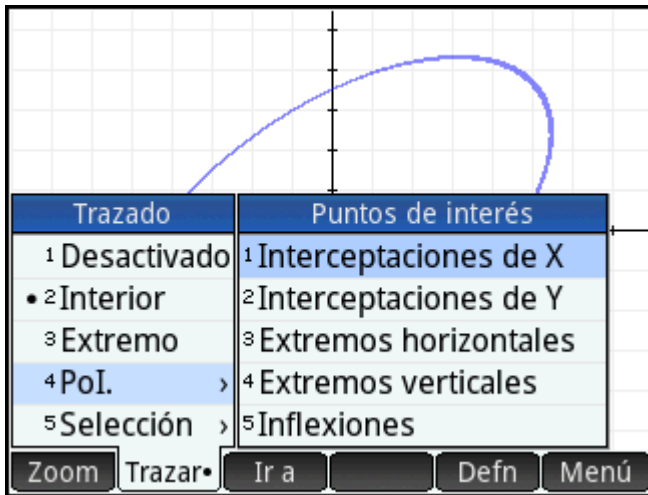 Trazado
1 Desactivado
• 2 Interior
3 Extremo
4 PoI. ›
5 Selección ›
Puntos de interés
1 Interceptaciones de X
2 Interceptaciones de Y
3 Extremos horizontales
4 Extremos verticales
5 Inflexiones
Zoom Trazar• Ir a Defn Menú